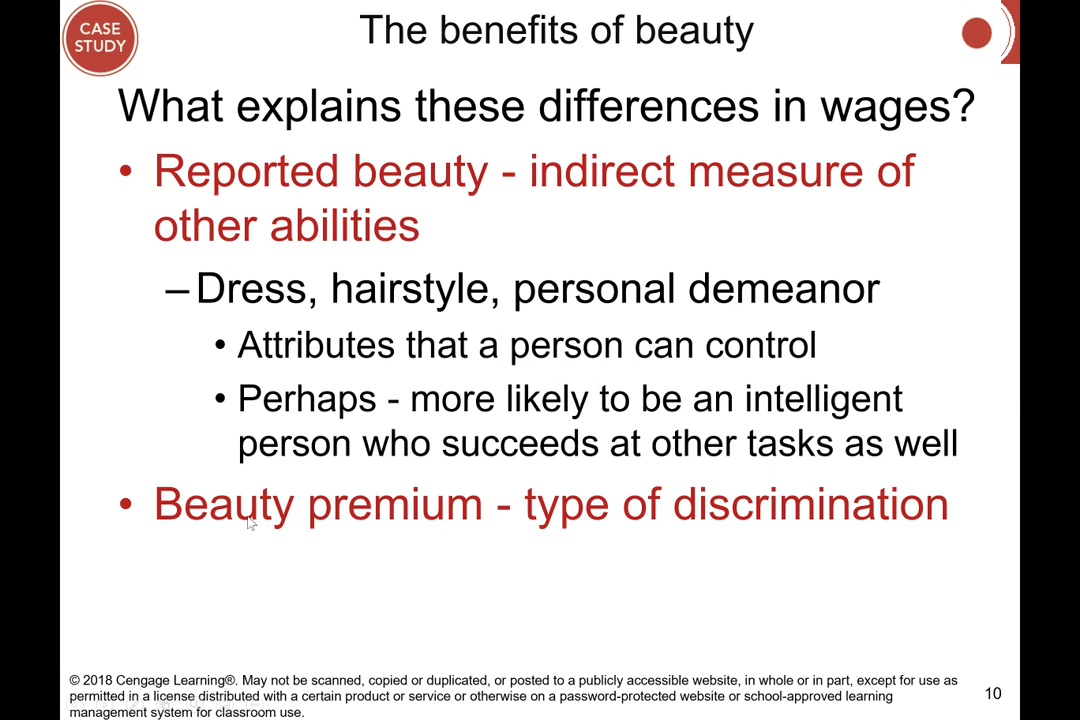 CASE
STUDY
The benefits of beauty
What explains these differences in wages?
• Reported beauty - indirect measure of
other abilities
– Dress, hairstyle, personal demeanor
• Attributes that a person can control
• Perhaps - more likely to be an intelligent
person who succeeds at other tasks as well
• Beauty premium - type of discrimination
© 2018 Cengage Learning®. May not be scanned, copied or duplicated, or posted to a publicly accessible website, in whole or in part, except for use as
permitted in a license distributed with a certain product or service or otherwise on a password-protected website or school-approved learning
management system for classroom use.
10